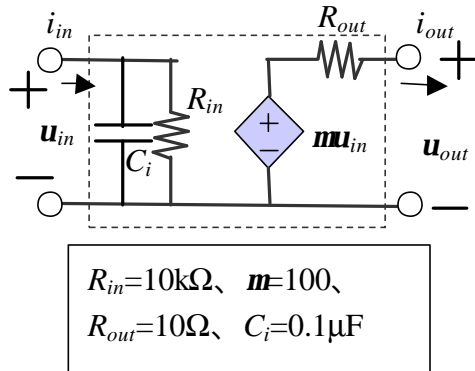 i_in
R_out
i_out
+
+
R_in
+
u_in
C_i
−
mu_in
u_out
−
−
R_in=10kΩ、 m=100、
R_out=10Ω、 C_i=0.1μF